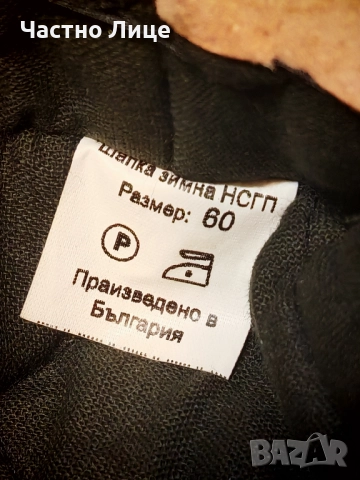 Частно Лице
Шапка зимна НСГП
Размер: 60
P
Праизведено в
България
BAZAR